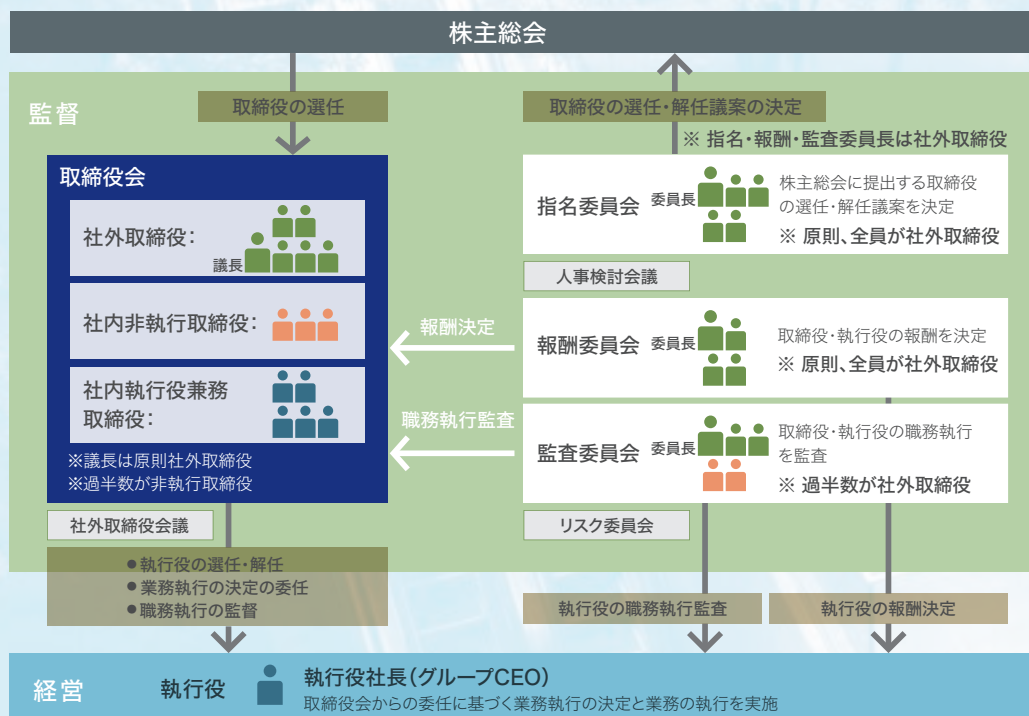 株主総会
監督
取締役の選任
取締役の選任・解任議案の決定
※ 指名・報酬・監査委員長は社外取締役
取締役会
社外取締役：
議長
社内非執行取締役：
社内執行役兼務
取締役：
※議長は原則社外取締役
※過半数が非執行取締役
社外取締役会議
報酬決定
職務執行監査
指名委員会
委員長
株主総会に提出する取締役
の選任・解任議案を決定
※ 原則、全員が社外取締役
人事検討会議
報酬委員会
委員長
取締役・執行役の報酬を決定
※ 原則、全員が社外取締役
監査委員会
委員長
取締役・執行役の職務執行
を監査
※ 過半数が社外取締役
リスク委員会
●執行役の選任・解任
●業務執行の決定の委任
●職務執行の監督
執行役の職務執行監査
執行役の報酬決定
経営
執行役
執行役社長（グループCEO）
取締役会からの委任に基づく業務執行の決定と業務の執行を実施